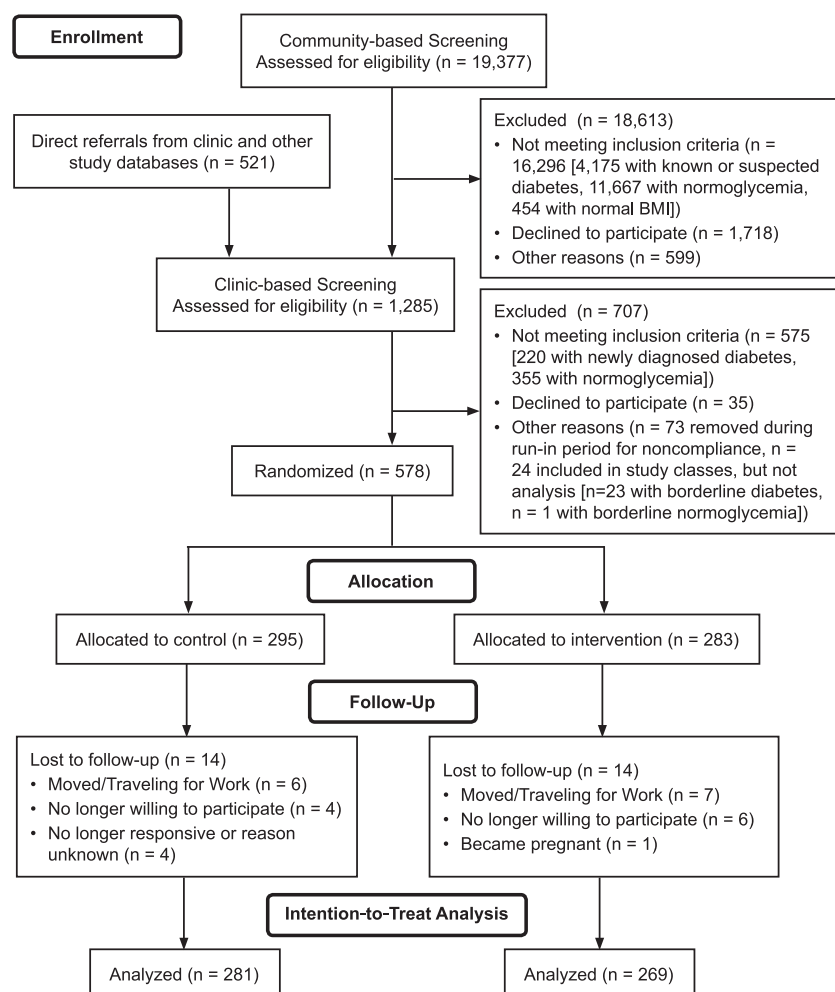 Enrollment
Community-based Screening
Assessed for eligibility (n = 19,377)
Direct referrals from clinic and other
study databases (n = 521)
Excluded (n = 18,613)
• Not meeting inclusion criteria (n =
16,296 [4,175 with known or suspected
diabetes, 11,667 with normoglycemia,
454 with normal BMI])
• Declined to participate (n = 1,718)
• Other reasons (n = 599)
Clinic-based Screening
Assessed for eligibility (n = 1,285)
Excluded (n = 707)
• Not meeting inclusion criteria (n = 575
[220 with newly diagnosed diabetes,
355 with normoglycemia])
• Declined to participate (n = 35)
• Other reasons (n = 73 removed during
run-in period for noncompliance, n =
24 included in study classes, but not
analysis [n=23 with borderline diabetes,
n = 1 with borderline normoglycemia])
Randomized (n = 578)
Allocation
Allocated to control (n = 295)
Allocated to intervention (n = 283)
Follow-Up
Lost to follow-up (n = 14)
• Moved/Traveling for Work (n = 6)
• No longer willing to participate (n = 4)
• No longer responsive or reason
unknown (n = 4)
Lost to follow-up (n = 14)
• Moved/Traveling for Work (n = 7)
• No longer willing to participate (n = 6)
• Became pregnant (n = 1)
Intention-to-Treat Analysis
Analyzed (n = 281)
Analyzed (n = 269)